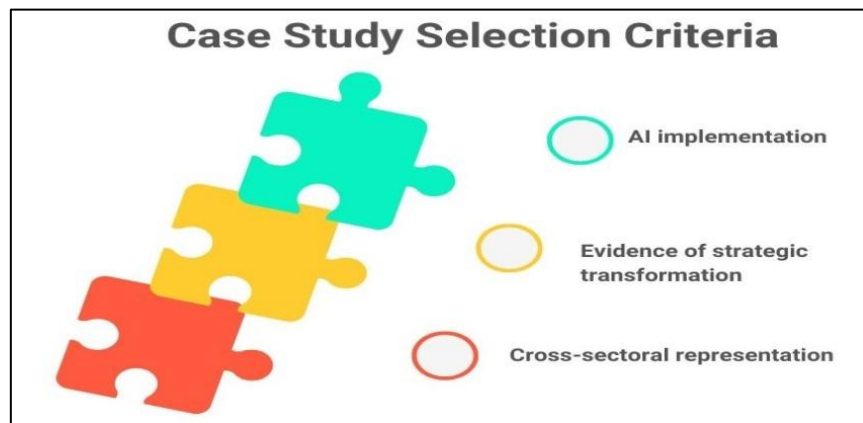 Case Study Selection Criteria
AI implementation
Evidence of strategic
transformation
Cross-sectoral representation